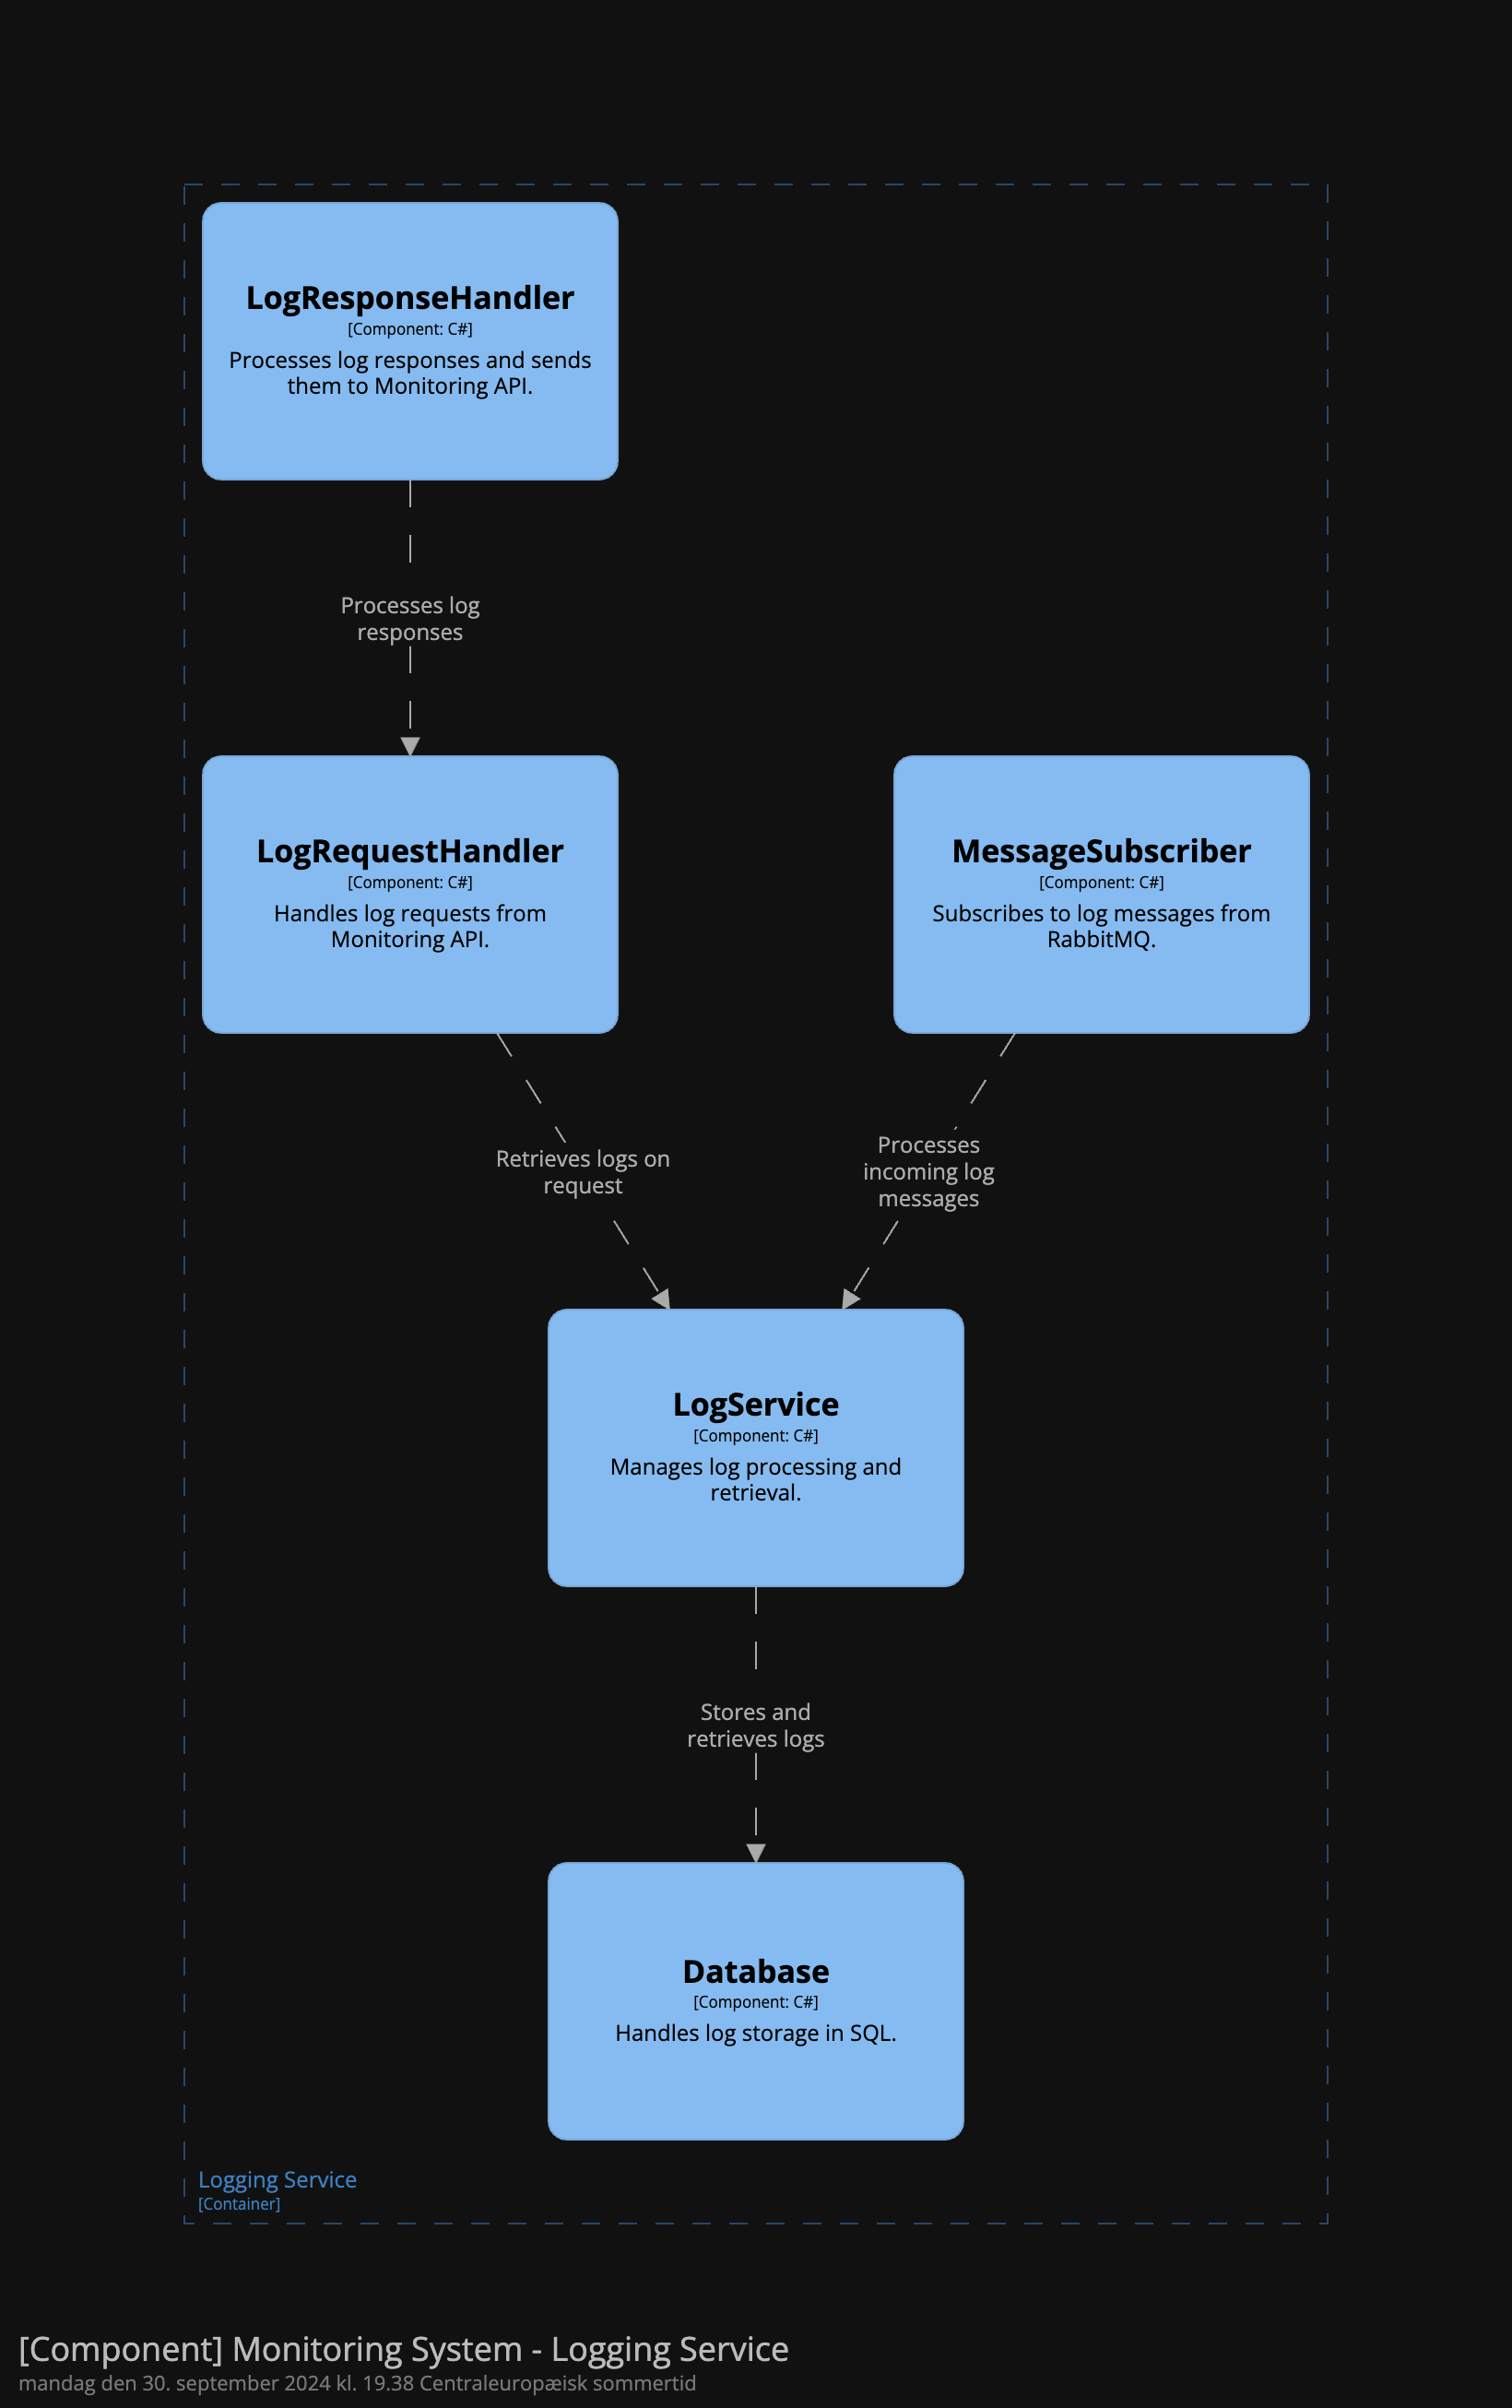 LogResponseHandler
[Component: C#]
Processes log responses and sends
them to Monitoring API.
Processes log
responses
LogRequestHandler
[Component: C#]
Handles log requests from
Monitoring API.
MessageSubscriber
[Component: C#]
Subscribes to log messages from
RabbitMQ.
Retrieves logs on
request
Processes
incoming log
messages
LogService
[Component: C#]
Manages log processing and
retrieval.
Stores and
retrieves logs
Database
[Component: C#]
Handles log storage in SQL.
Logging Service
[Container]
[Component] Monitoring System - Logging Service
mandag den 30. september 2024 kl. 19.38 Centraleuropæisk sommertid